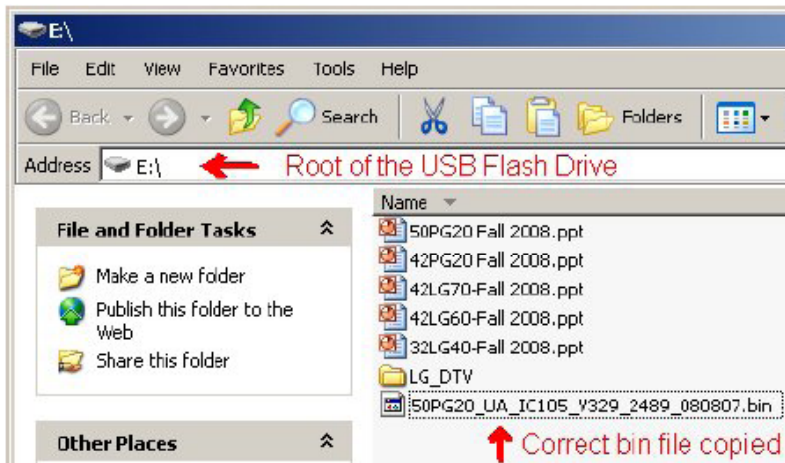 E:\
File Edit View Favorites Tools Help
Back Search Folders
Address E:\ Root of the USB Flash Drive
Name
File and Folder Tasks
50PG20 Fall 2008.ppt
42PG20 Fall 2008.ppt
Make a new folder
42LG70-Fall 2008.ppt
Publish this folder to the
42LG60-Fall 2008.ppt
Web
32LG40-Fall 2008.ppt
Share this folder
LG_DTV
50PG20_UA_IC105_V329_2489_080807.bin
Other Places
Correct bin file copied